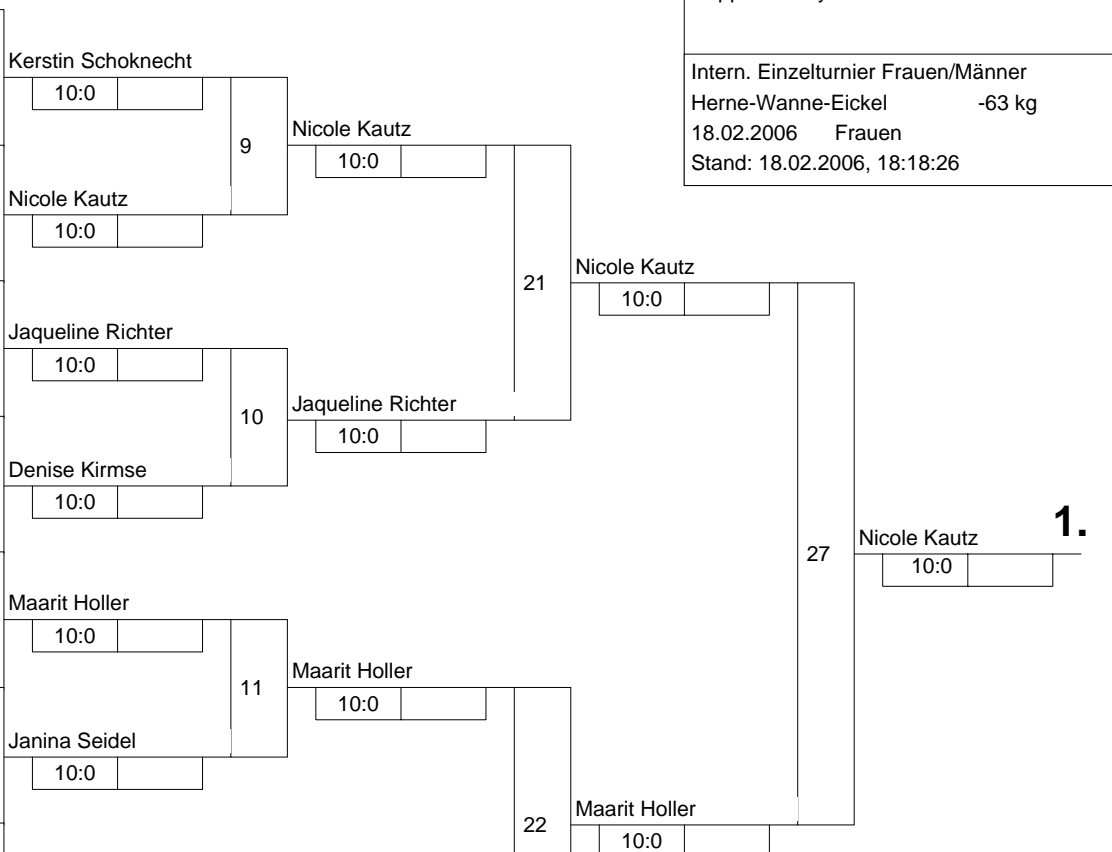 Intern. Einzelturnier Frauen/Männer
Herne-Wanne-Eickel -63 kg
18.02.2006 Frauen
Stand: 18.02.2006, 18:18:26
Kerstin Schoknecht
10:0
9
Nicole Kautz
10:0
Nicole Kautz
10:0
21
Nicole Kautz
10:0
Jaqueline Richter
10:0
10
Jaqueline Richter
10:0
Denise Kirmse
10:0
1.
Nicole Kautz
10:0
27
Maarit Holler
10:0
11
Maarit Holler
10:0
Janina Seidel
10:0
22
Maarit Holler
10:0